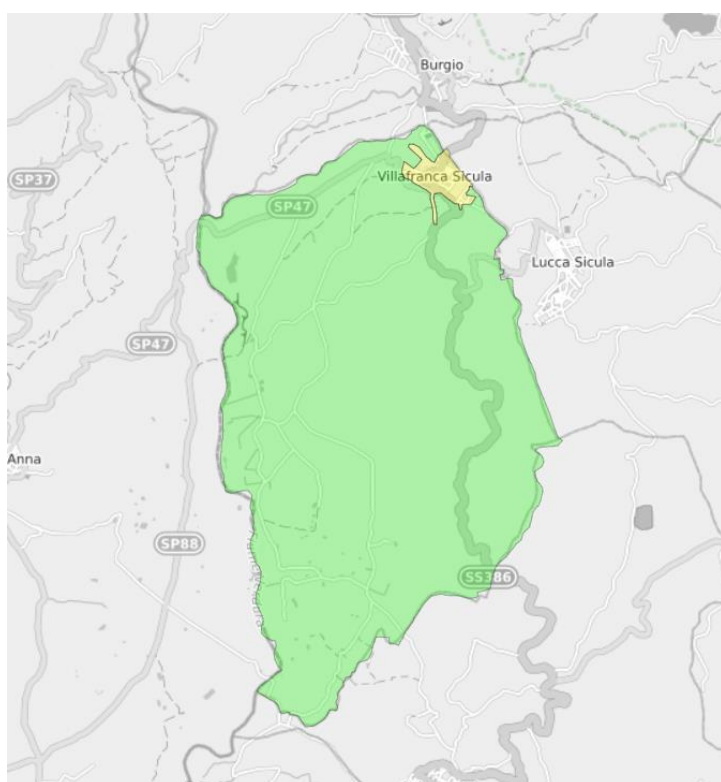 Burgio
Villafranca Sicula
SP37
SP47
Lucca Sicula
SP47
Anna
SP88
SS386